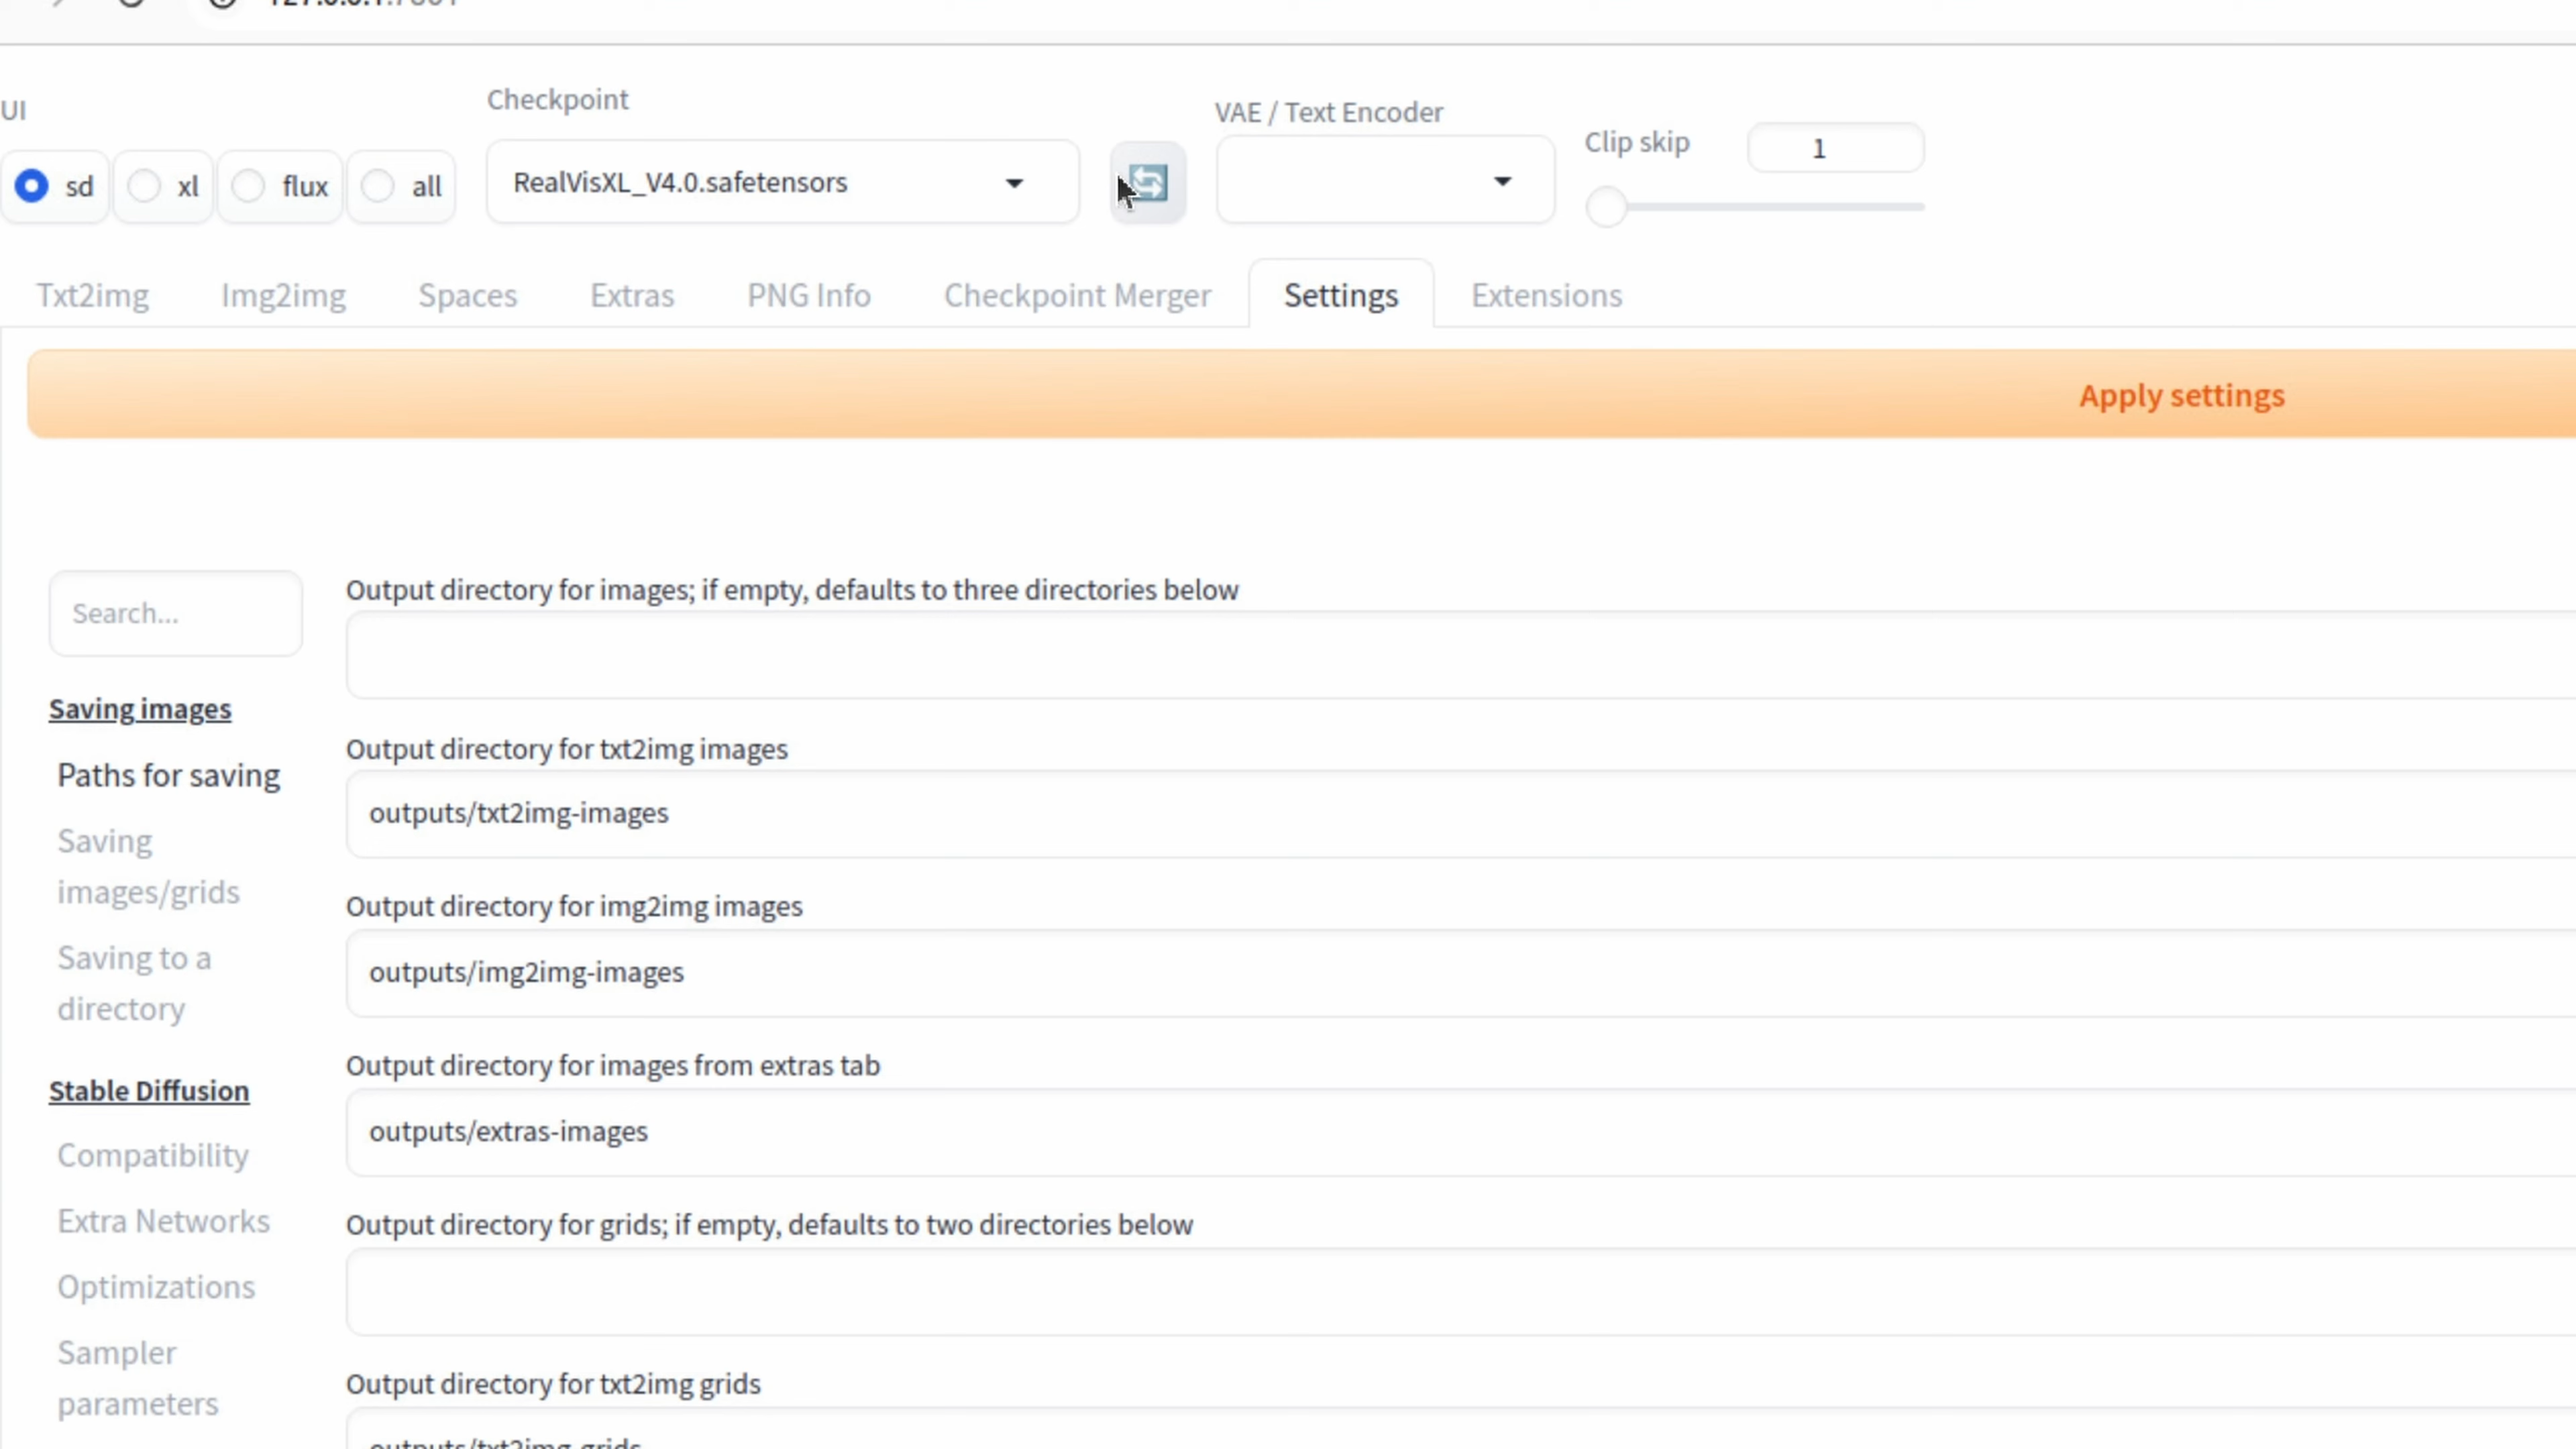 UI
Checkpoint
VAE / Text Encoder
Clip skip
1
sd
xl
flux
all
RealVisXL_V4.0.safetensors
Txt2img
Img2img
Spaces
Extras
PNG Info
Checkpoint Merger
Settings
Extensions
Apply settings
Search...
Saving images
Paths for saving
Saving
images/grids
Saving to a
directory
Stable Diffusion
Compatibility
Extra Networks
Optimizations
Sampler
parameters
Output directory for images; if empty, defaults to three directories below
Output directory for txt2img images
outputs/txt2img-images
Output directory for img2img images
outputs/img2img-images
Output directory for images from extras tab
outputs/extras-images
Output directory for grids; if empty, defaults to two directories below
Output directory for txt2img grids
outputs/txt2img-grids